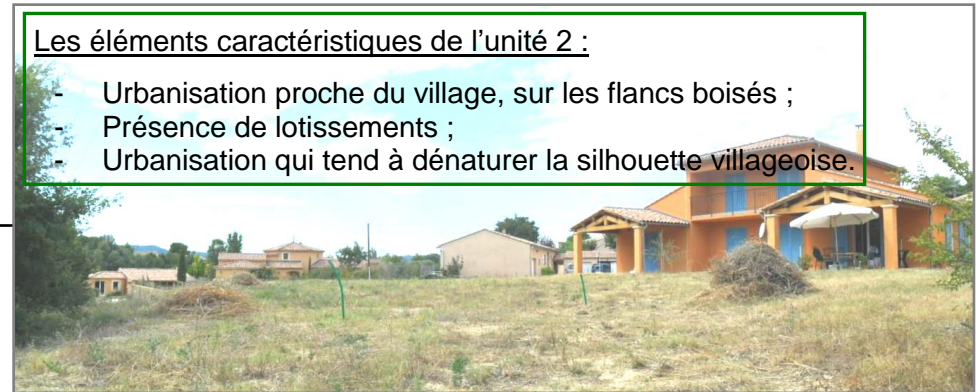 Les éléments caractéristiques de l'unité 2 :
- Urbanisation proche du village, sur les flancs boisés ;
- Présence de lotissements ;
- Urbanisation qui tend à dénaturer la silhouette villageoise.